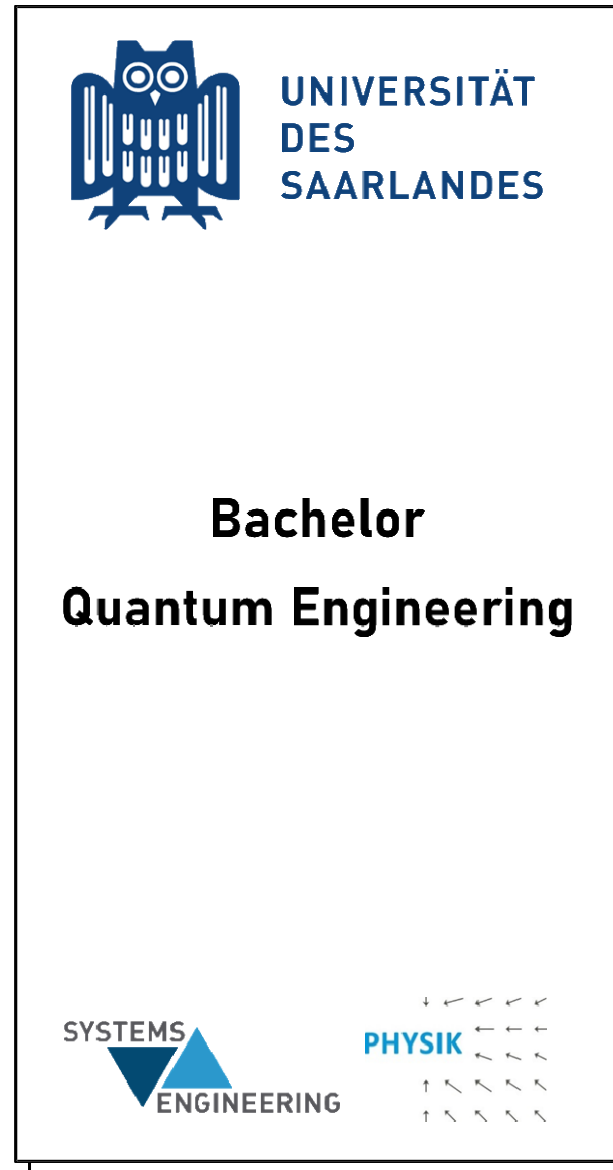 UNIVERSITÄT
DES
SAARLANDES
Bachelor
Quantum Engineering
SYSTEMS
ENGINEERING
PHYSIK